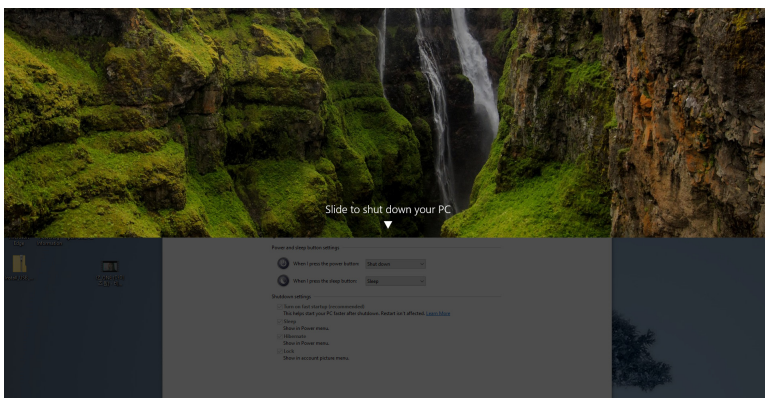 Slide to shut down your PC
Power and sleep button settings
When I press the power button: Shut down
When I press the sleep button: Sleep
Shutdown settings
Turn on fast startup (recommended)
This helps start your PC faster after shutdown. Restart isn't affected. Learn More
Sleep
Show in Power menu.
Hibernate
Show in Power menu.
Lock
Show in account picture menu.